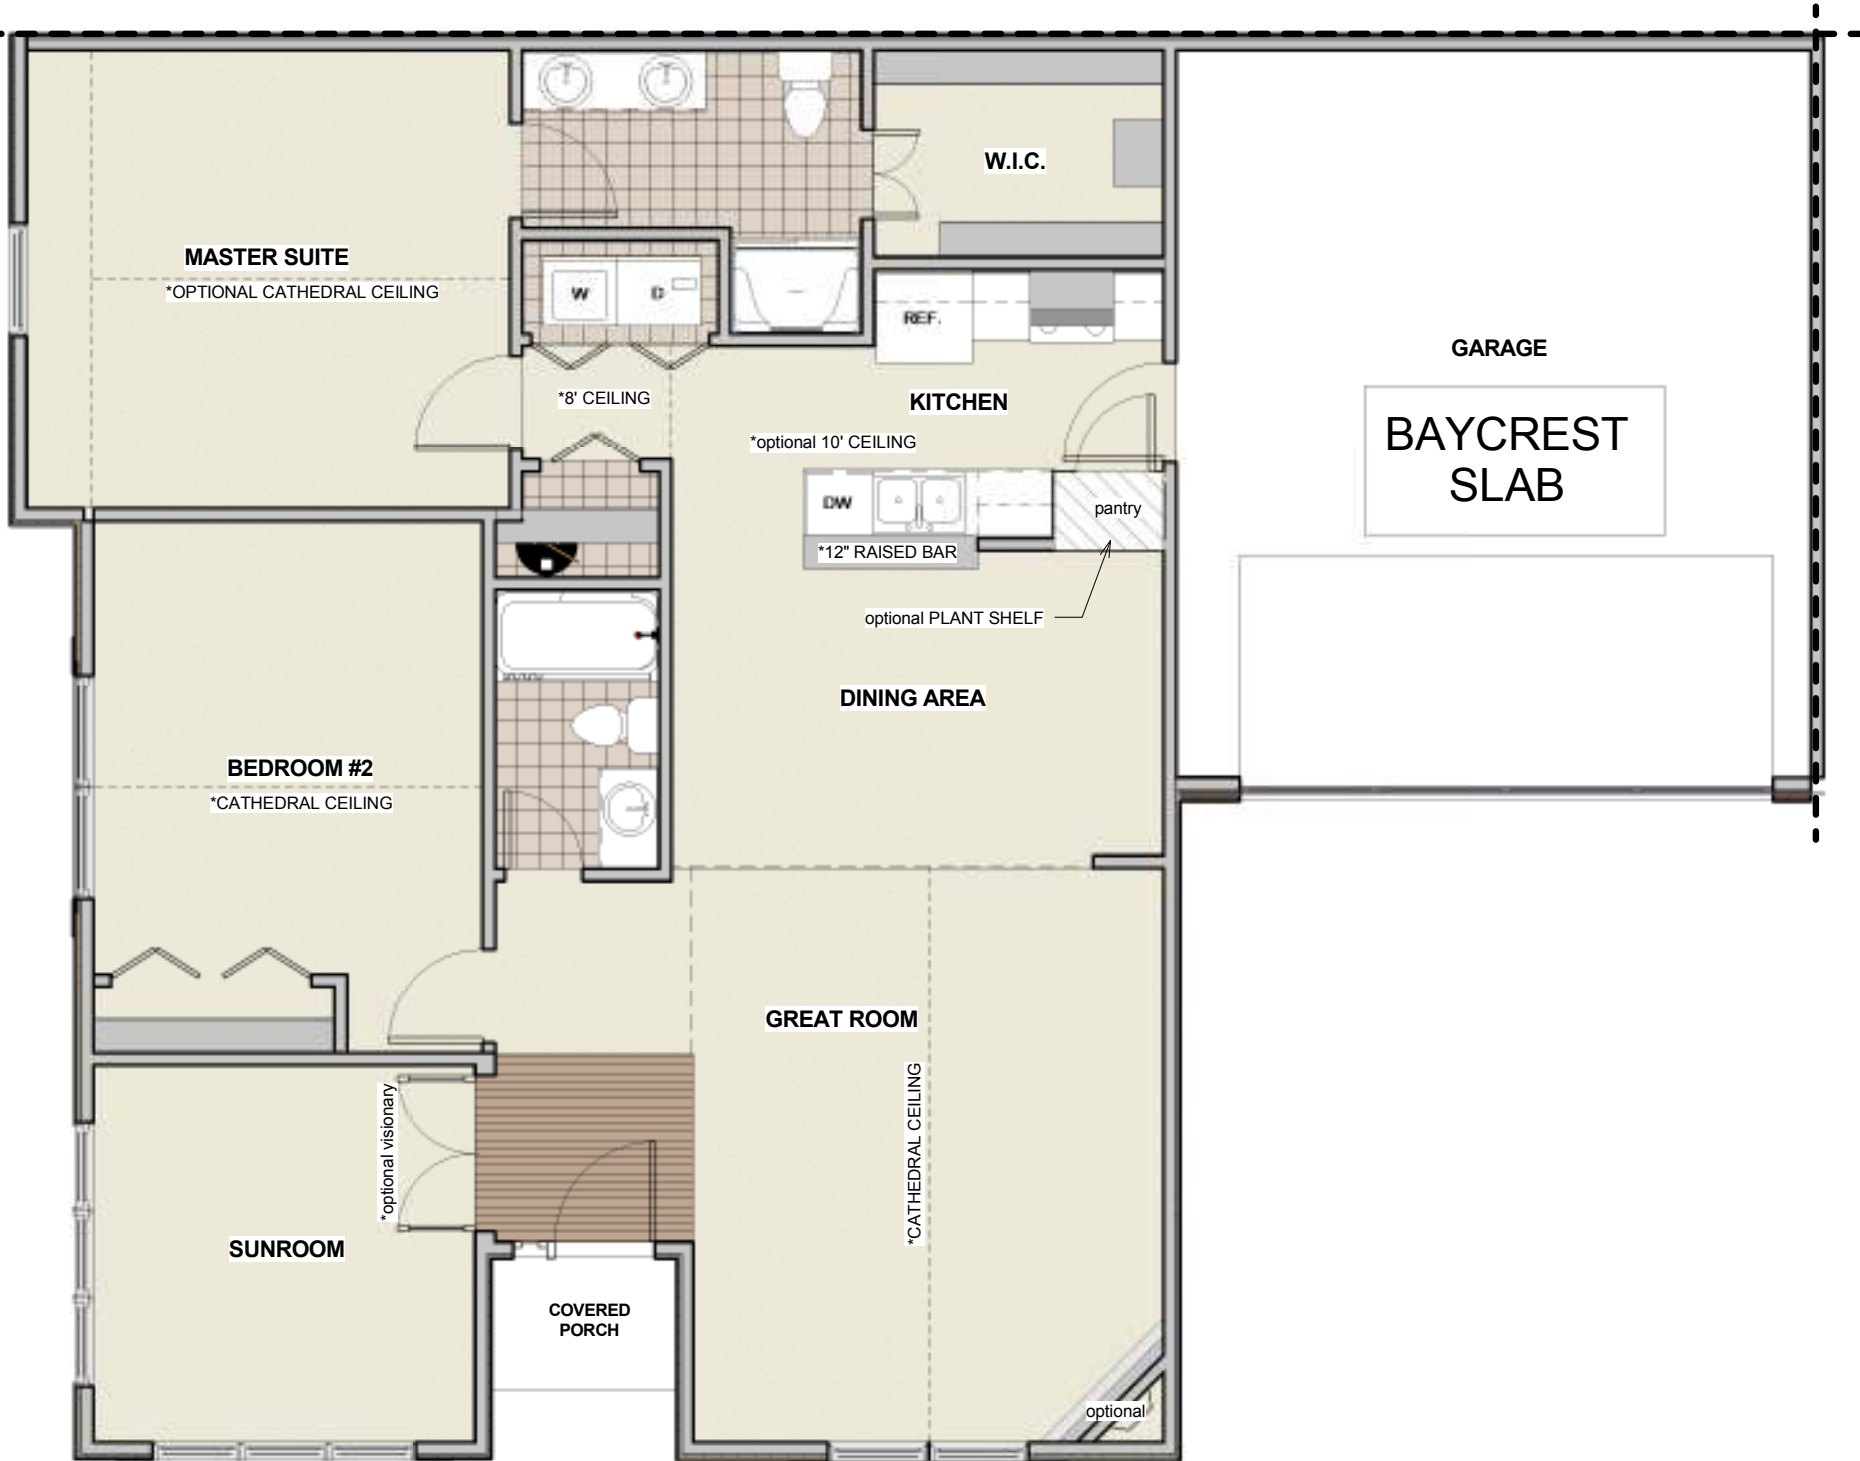 W.I.C.
MASTER SUITE
*OPTIONAL CATHEDRAL CEILING
W
D
REF.
GARAGE
*8' CEILING
KITCHEN
*optional 10' CEILING
BAYCREST
SLAB
DW
pantry
*12" RAISED BAR
optional PLANT SHELF
DINING AREA
BEDROOM #2
*CATHEDRAL CEILING
GREAT ROOM
*CATHEDRAL CEILING
*optional visionary
SUNROOM
COVERED
PORCH
optional